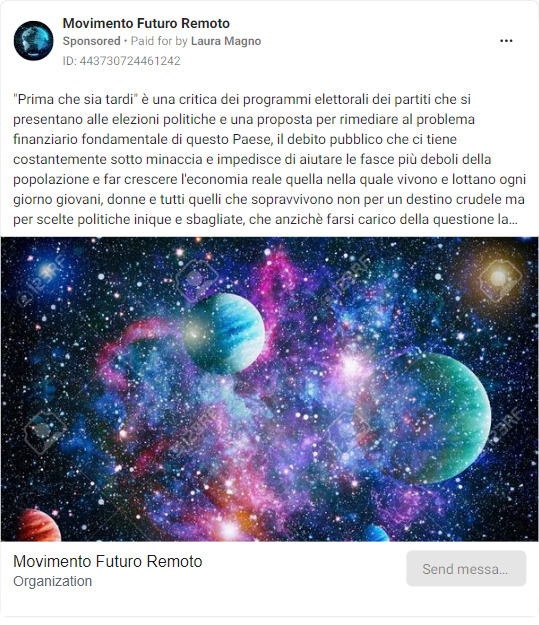 Movimento Futuro Remoto
Sponsored • Paid for by Laura Magno
ID: 443730724461242
"Prima che sia tardi" è una critica dei programmi elettorali dei partiti che si
presentano alle elezioni politiche e una proposta per rimediare al problema
finanziario fondamentale di questo Paese, il debito pubblico che ci tiene
costantemente sotto minaccia e impedisce di aiutare le fasce più deboli della
popolazione e far crescere l'economia reale quella nella quale vivono e lottano ogni
giorno giovani, donne e tutti quelli che sopravvivono non per un destino crudele ma
per scelte politiche inique e sbagliate, che anzichè farsi carico della questione la...
Movimento Futuro Remoto
Organization
Send messa...